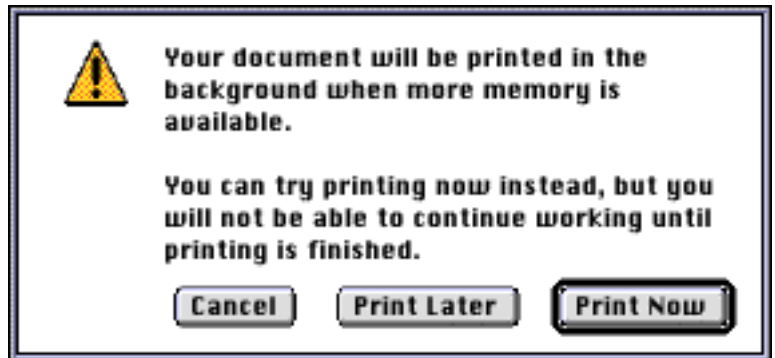 Your document will be printed in the
background when more memory is
available.
You can try printing now instead, but you
will not be able to continue working until
printing is finished.
Cancel Print Later Print Now